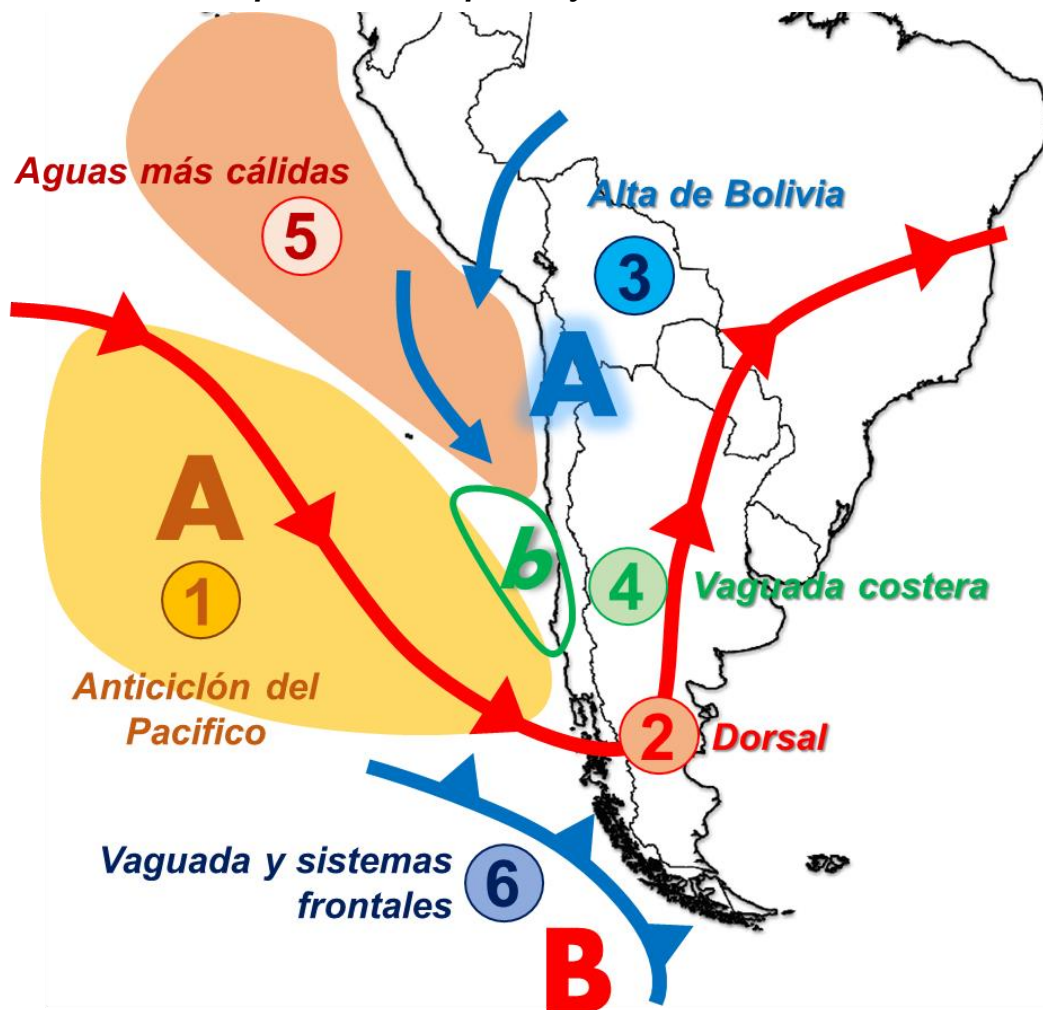 Aguas más cálidas
5
Alta de Bolivia
3
A
A
1
b
4
Vaguada costera
Anticiclón del
Pacifico
2
Dorsal
Vaguada y sistemas
frontales
6
B